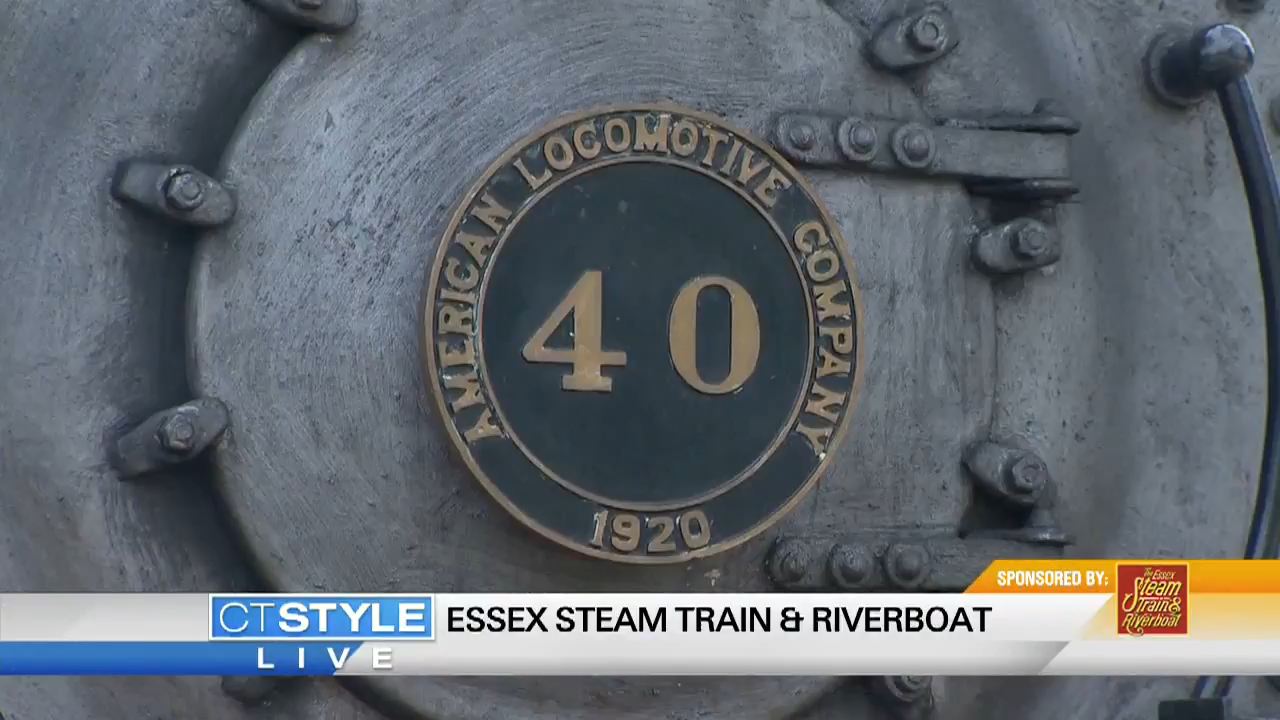 AMERICAN LOCOMOTIVE COMPANY
40
1920
SPONSORED BY:
The Essex
Steam
Train &
Riverboat
CT STYLE
ESSEX STEAM TRAIN & RIVERBOAT
LIVE